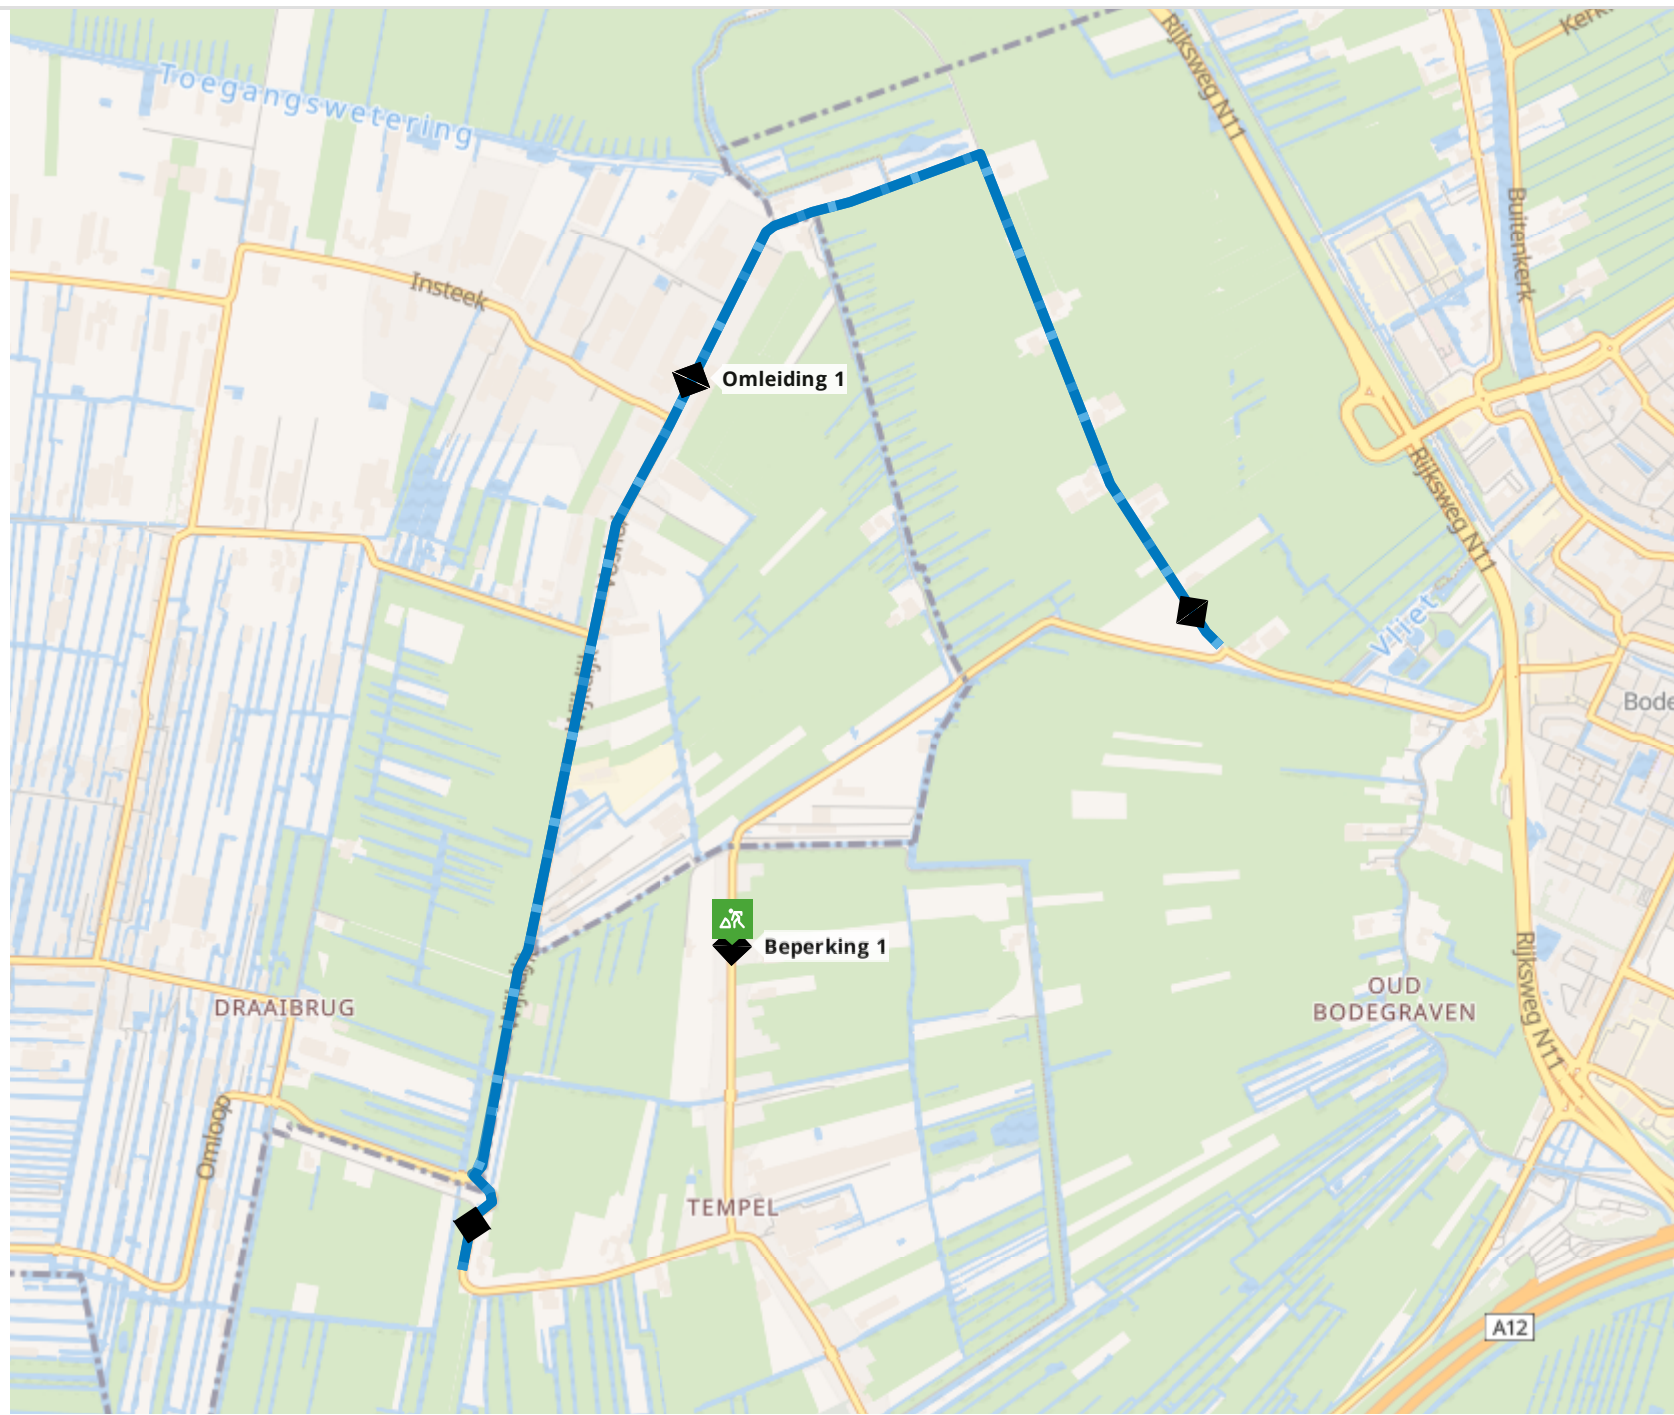 Kerk
Rijksweg N11
Toegangswetering
Buitenkerk
Insteek
Omleiding 1
Rijksweg N11
Vliet
Wijkdijk
Bode
Beperking 1
Rijksweg N11
OUD
BODEGRAVEN
DRAAIBRUG
Omloop
TEMPEL
A12